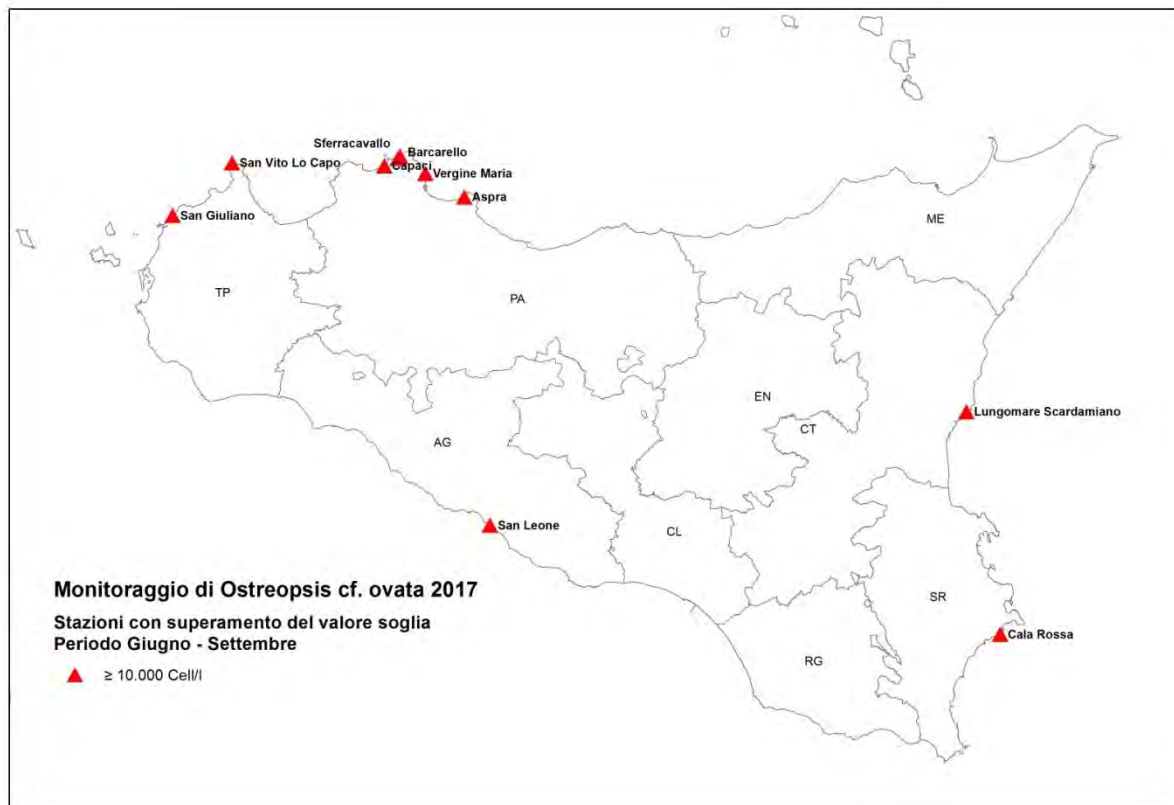 Sferracavallo
Barcarello
San Vito Lo Capo
Capaci
Vergine Maria
Aspra
San Giuliano
ME
TP
PA
EN
Lungomare Scardamiano
CT
AG
San Leone
CL
Monitoraggio di Ostreopsis cf. ovata 2017
SR
Stazioni con superamento del valore soglia
Cala Rossa
Periodo Giugno - Settembre
RG
≥ 10.000 Cell/l